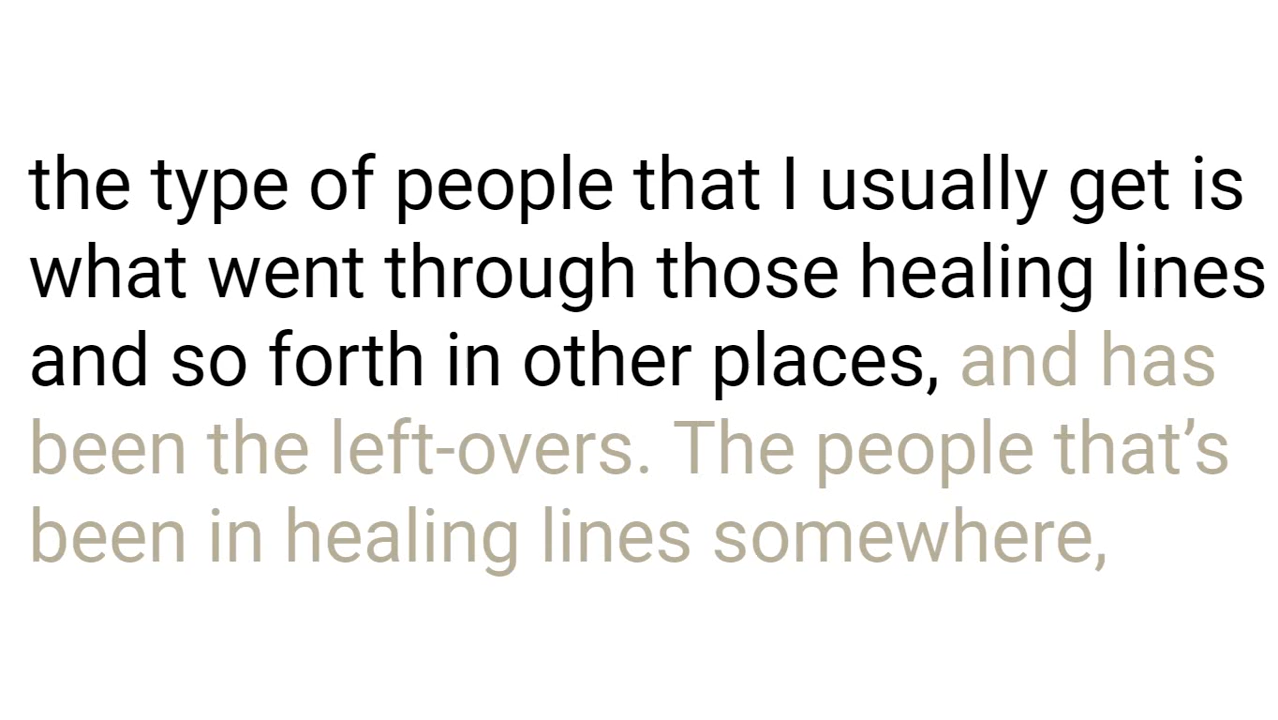 the type of people that I usually get is
what went through those healing lines
and so forth in other places, and has
been the left-overs. The people that’s
been in healing lines somewhere,